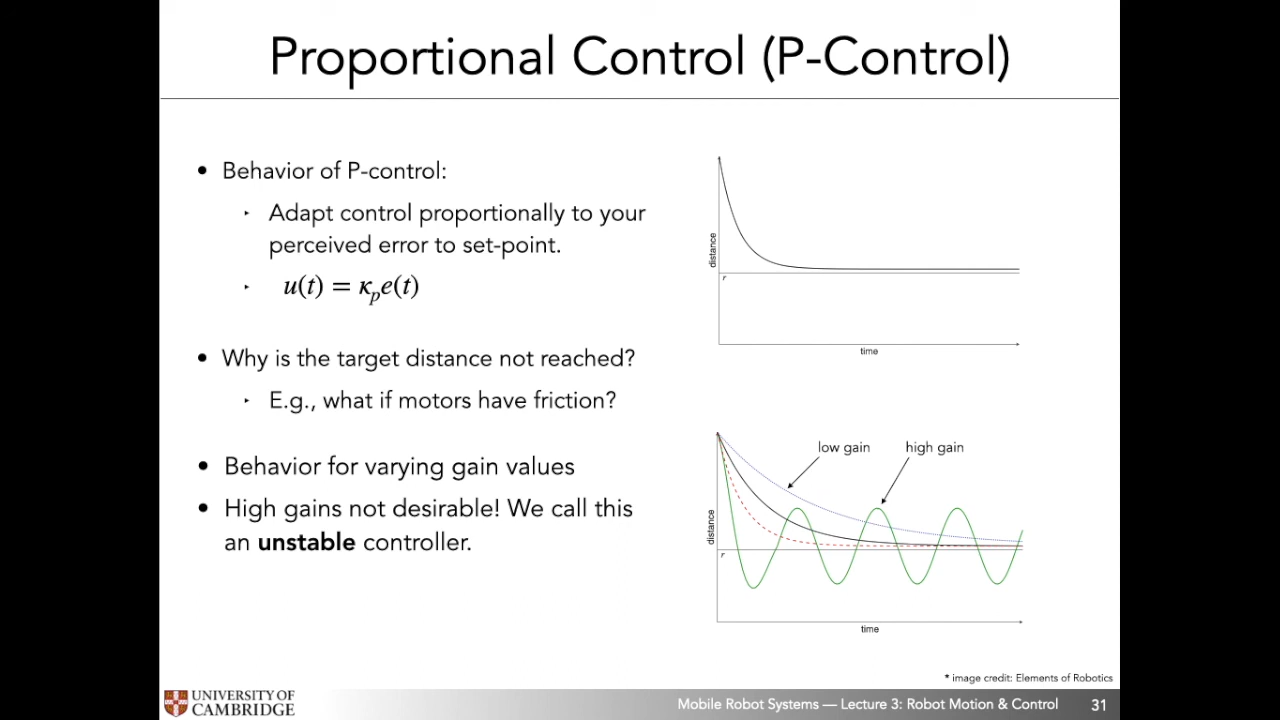 Proportional Control (P-Control)
• Behavior of P-control:
‣ Adapt control proportionally to your
perceived error to set-point.
‣ u(t) = κₚe(t)
• Why is the target distance not reached?
‣ E.g., what if motors have friction?
• Behavior for varying gain values
• High gains not desirable! We call this
an unstable controller.
distance
r
time
low gain
high gain
distance
r
time
* image credit: Elements of Robotics
UNIVERSITY OF
CAMBRIDGE
Mobile Robot Systems — Lecture 3: Robot Motion & Control
31